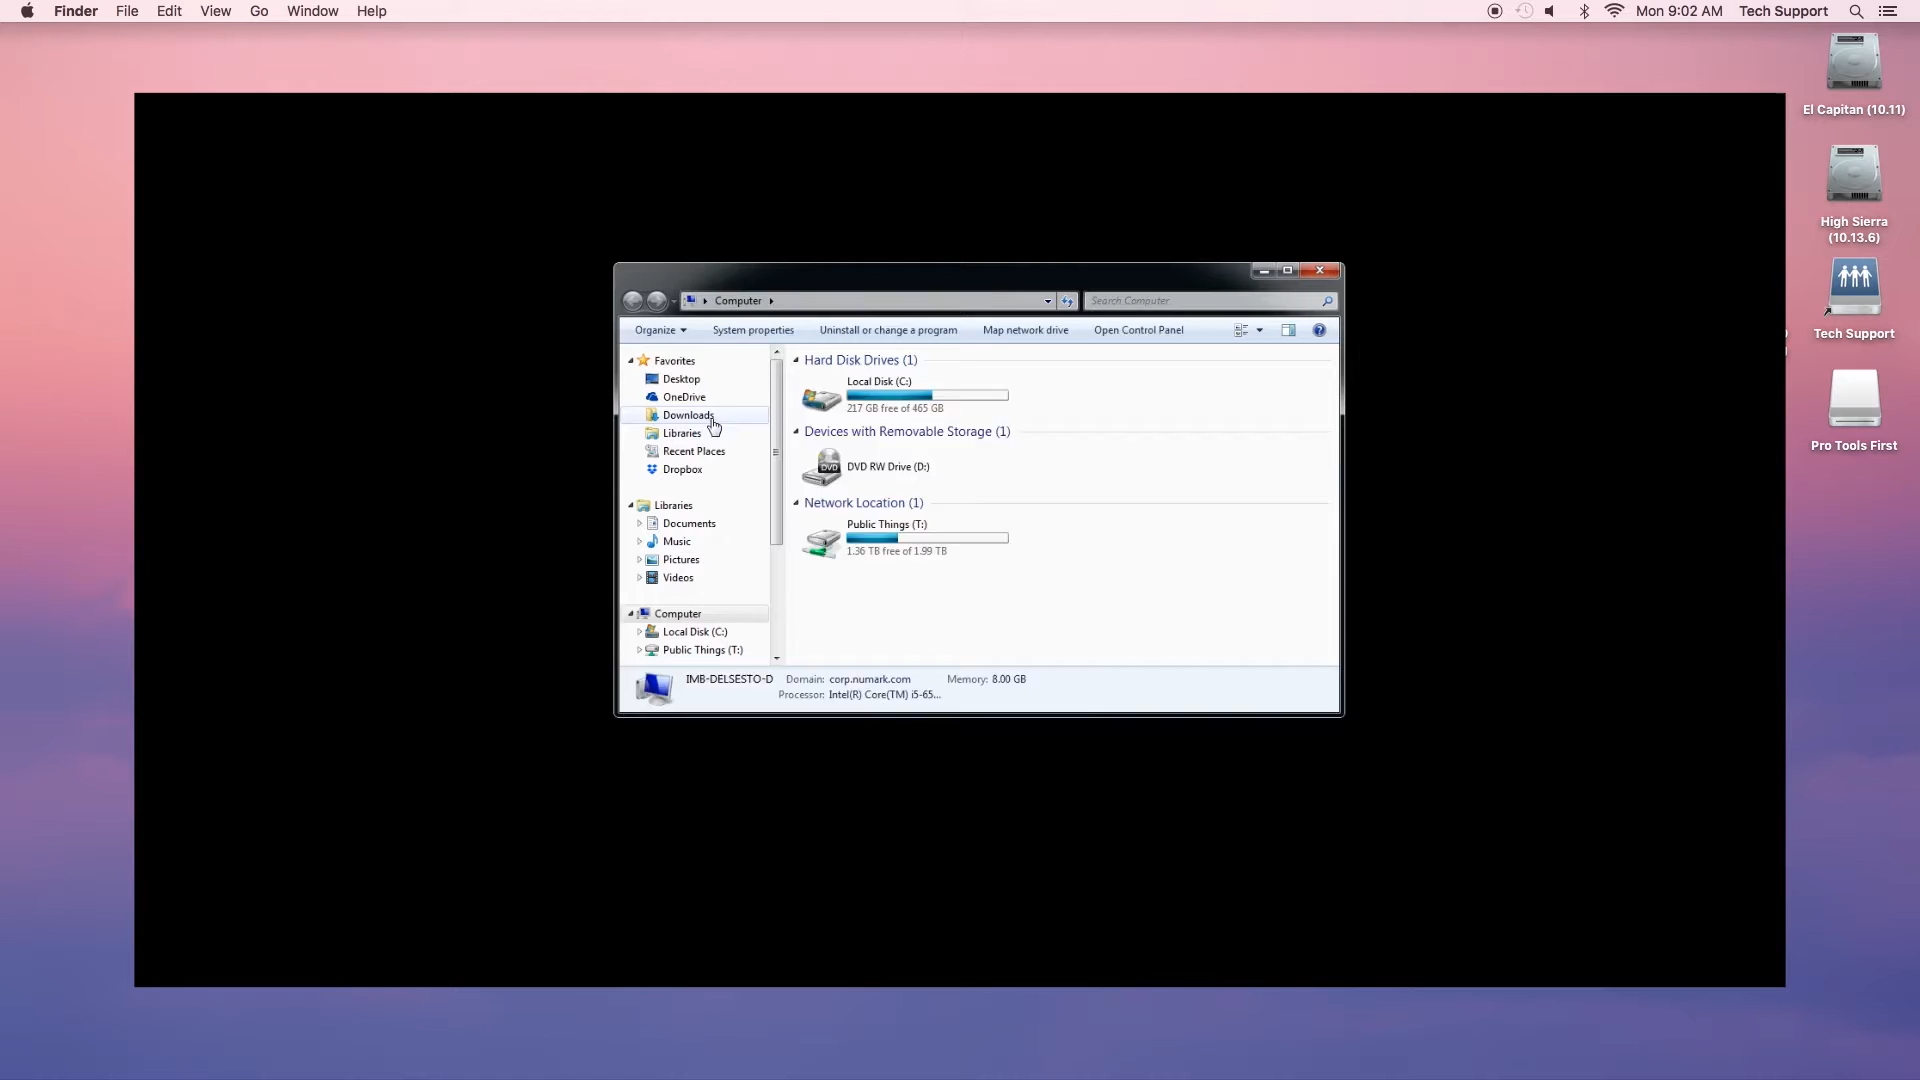 Finder File Edit View Go Window Help Mon 9:02 AM Tech Support
El Capitan (10.11)
High Sierra
(10.13.6)
Tech Support
Pro Tools First
Computer
Search Computer
Organize System properties Uninstall or change a program Map network drive Open Control Panel
Favorites
Desktop
OneDrive
Downloads
Libraries
Recent Places
Dropbox
Libraries
Documents
Music
Pictures
Videos
Computer
Local Disk (C:)
Public Things (T:)
Hard Disk Drives (1)
Local Disk (C:)
217 GB free of 465 GB
Devices with Removable Storage (1)
DVD
DVD RW Drive (D:)
Network Location (1)
Public Things (T:)
1.36 TB free of 1.99 TB
IMB-DELSESTO-D Domain: corp.numark.com Memory: 8.00 GB
Processor: Intel(R) Core(TM) i5-65...